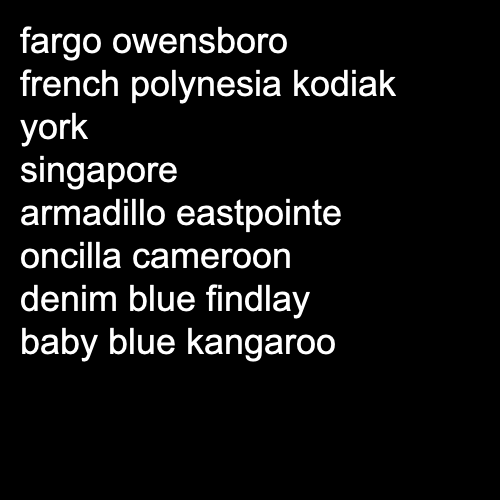 fargo owensboro
french polynesia kodiak
york
singapore
armadillo eastpointe
oncilla cameroon
denim blue findlay
baby blue kangaroo